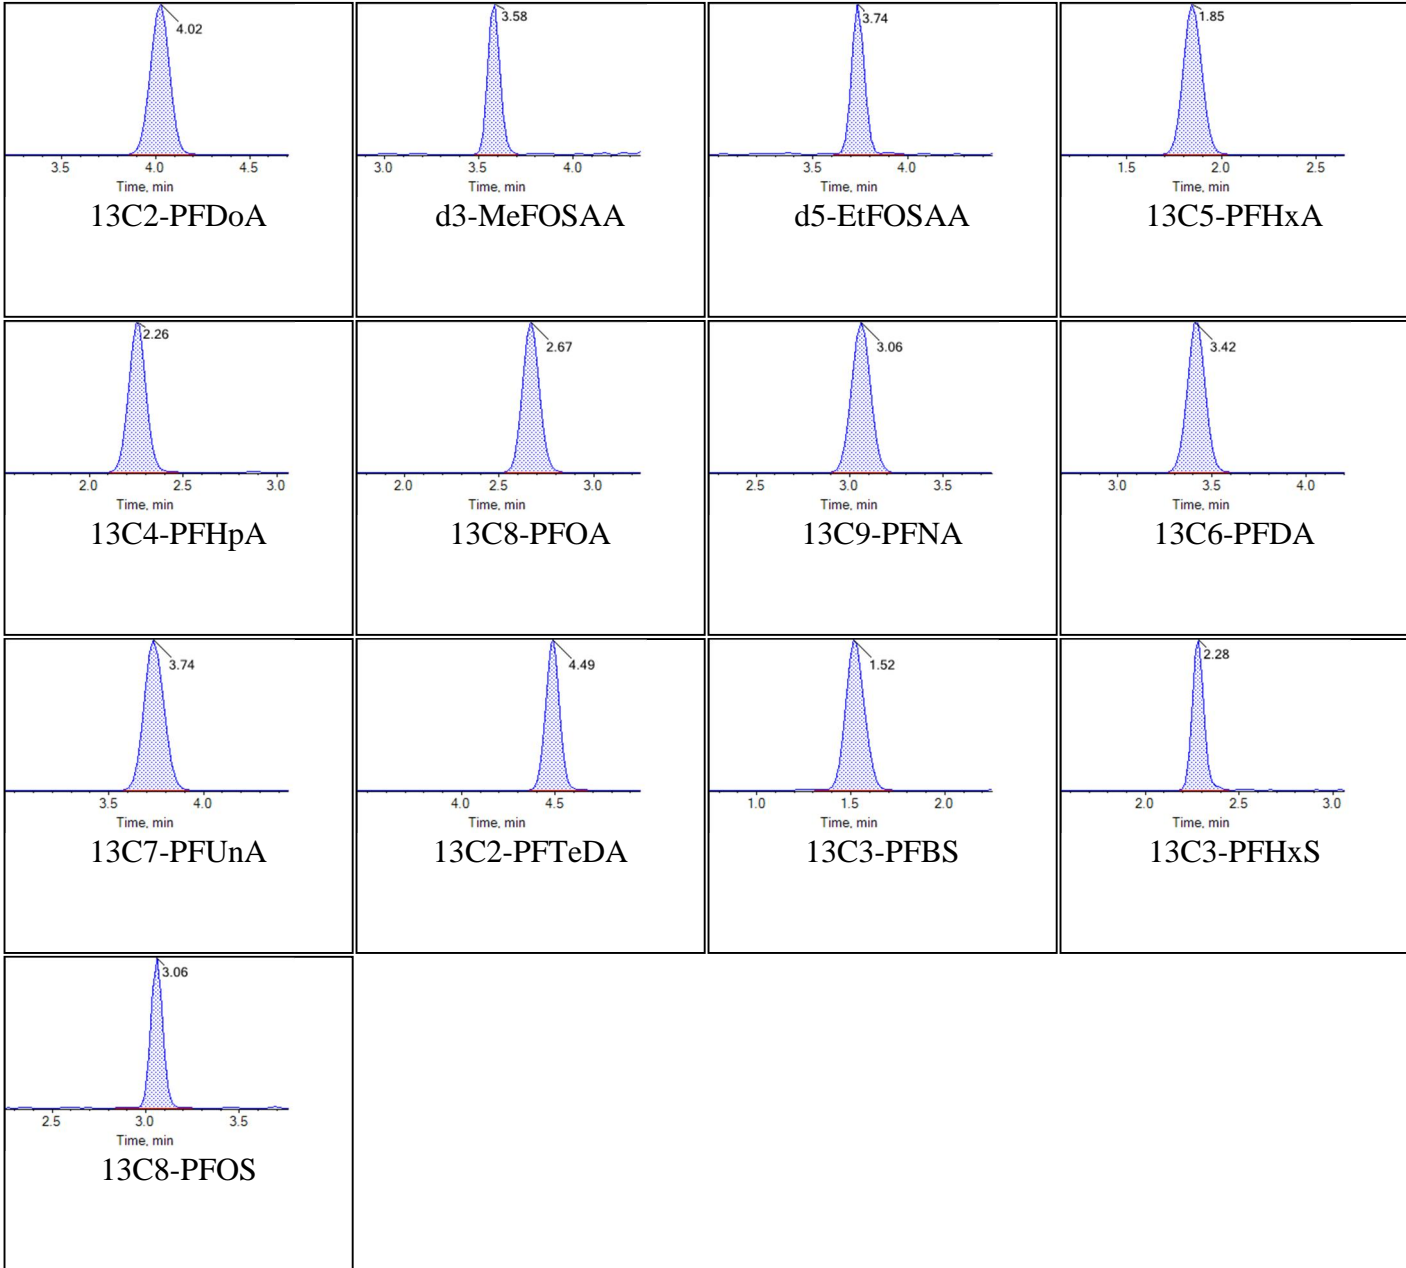 4.02
3.5 4.0 4.5
Time, min
13C2-PFDoA
3.58
3.0 3.5 4.0
Time, min
d3-MeFOSAA
3.74
3.5 4.0
Time, min
d5-EtFOSAA
1.85
1.5 2.0 2.5
Time, min
13C5-PFHxA
2.26
2.0 2.5 3.0
Time, min
13C4-PFHpA
2.67
2.0 2.5 3.0
Time, min
13C8-PFOA
3.06
2.5 3.0 3.5
Time, min
13C9-PFNA
3.42
3.0 3.5 4.0
Time, min
13C6-PFDA
3.74
3.5 4.0
Time, min
13C7-PFUnA
4.49
4.0 4.5
Time, min
13C2-PFTeDA
1.52
1.0 1.5 2.0
Time, min
13C3-PFBS
2.28
2.0 2.5 3.0
Time, min
13C3-PFHxS
3.06
2.5 3.0 3.5
Time, min
13C8-PFOS